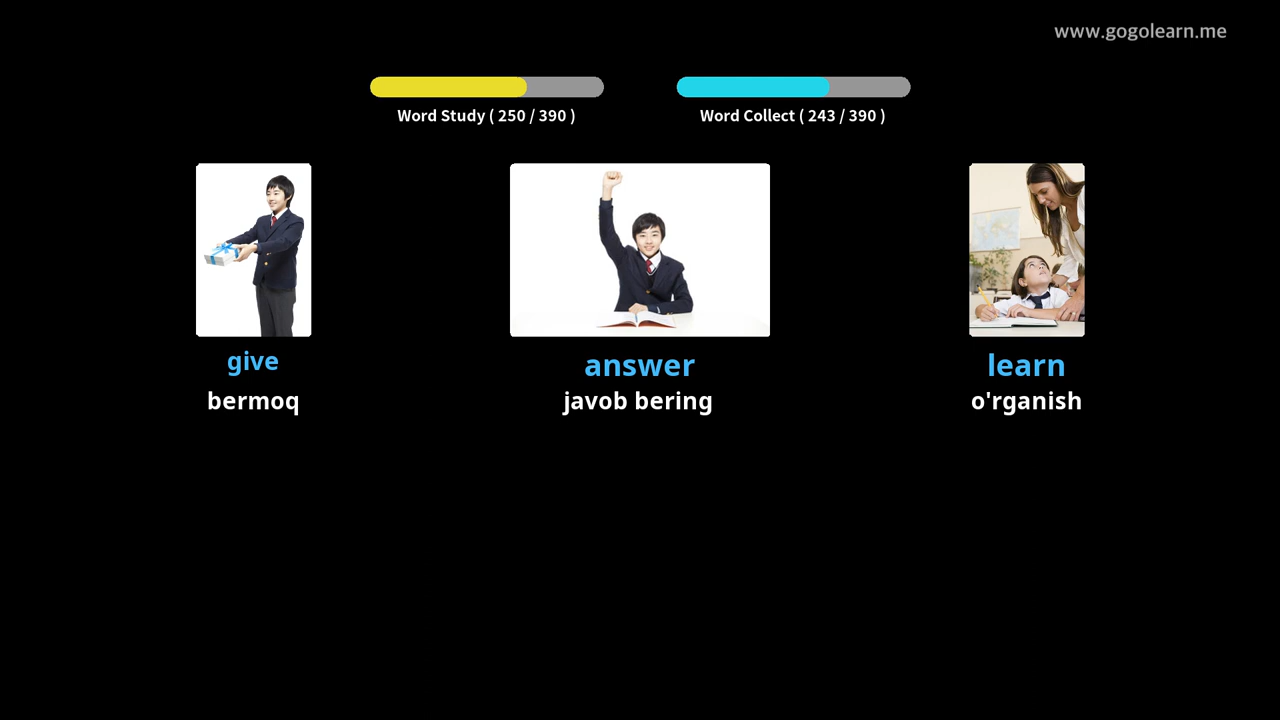 www.gogolearn.me
Word Study ( 250 / 390 )
Word Collect ( 243 / 390 )
give
answer
learn
bermoq
javob bering
o'rganish